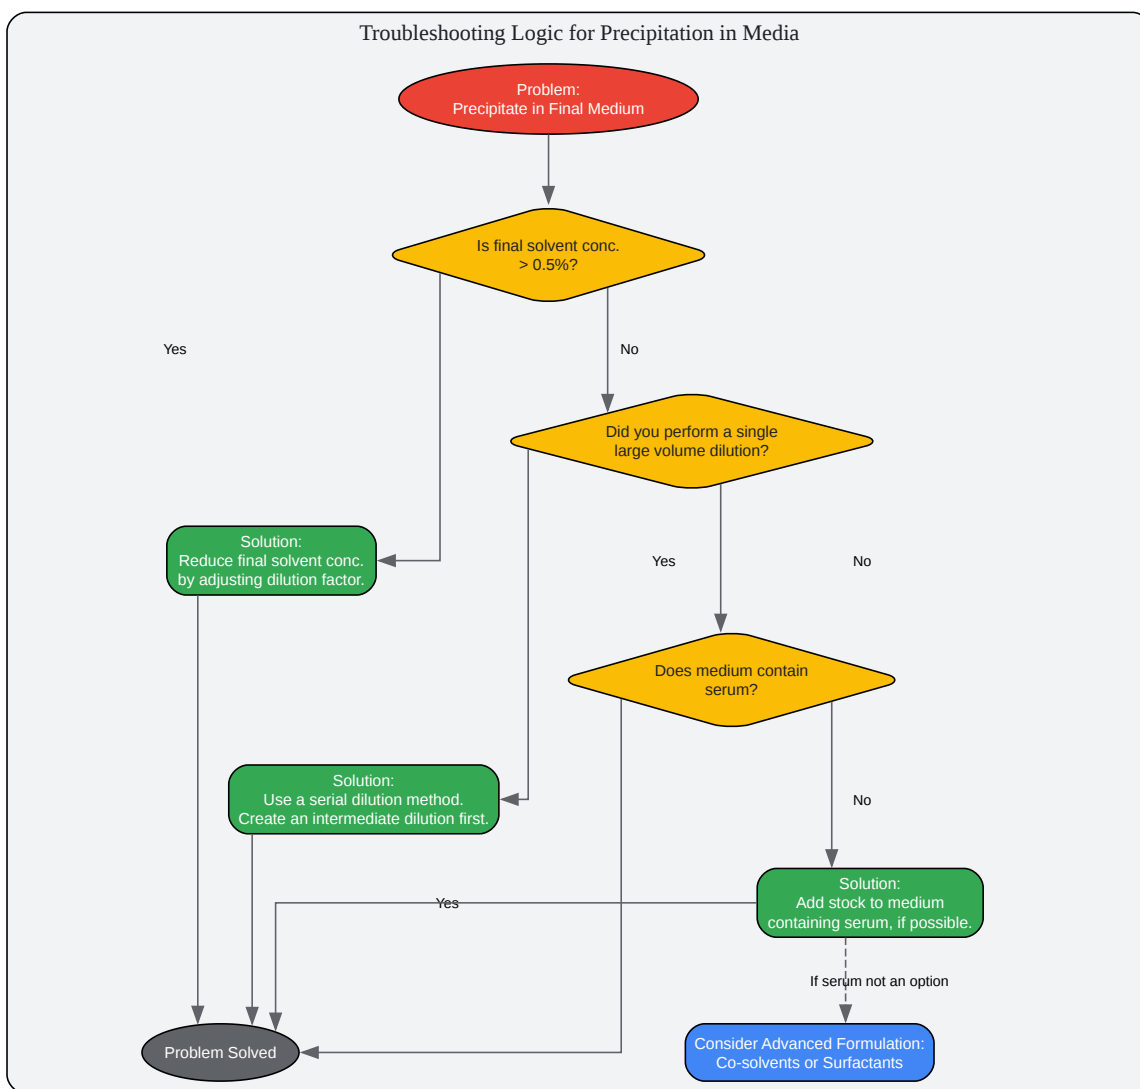 Troubleshooting Logic for Precipitation in Media
Problem:
Precipitate in Final Medium
Is final solvent conc.
> 0.5%?
Yes
No
Did you perform a single
large volume dilution?
Solution:
Reduce final solvent conc.
by adjusting dilution factor.
Yes
No
Does medium contain
serum?
Solution:
Use a serial dilution method.
Create an intermediate dilution first.
No
Solution:
Add stock to medium
containing serum, if possible.
Yes
If serum not an option
Problem Solved
Consider Advanced Formulation:
Co-solvents or Surfactants